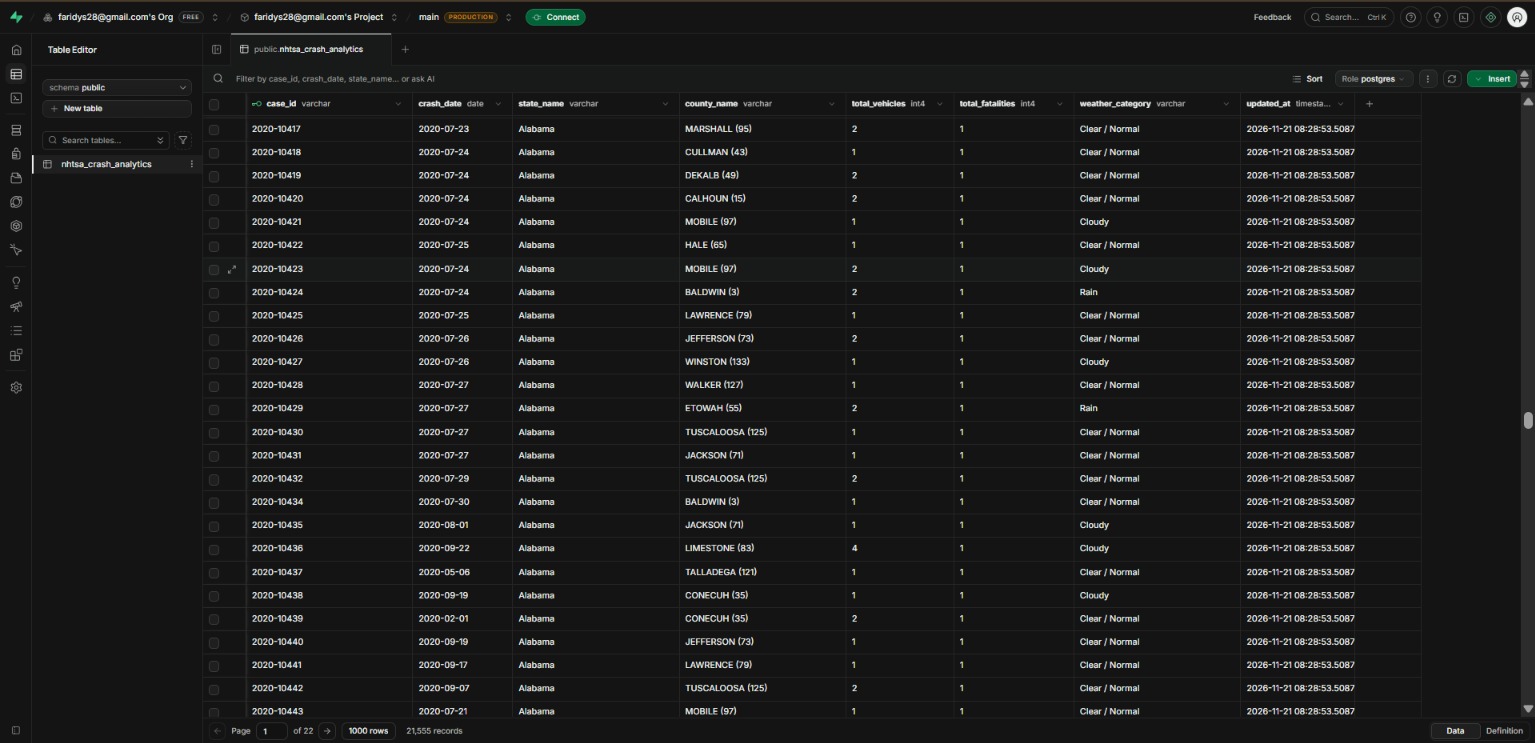 faridys28@gmail.com's Org FREE / faridys28@gmail.com's Project / main PRODUCTION Connect Feedback Search... Ctrl K
Table Editor public.nhtsa_crash_analytics +
schema public Filter by case_id, crash_date, state_name... or ask AI Sort Role postgres Insert
New table
Search tables...
nhtsa_crash_analytics
case_id varchar crash_date date state_name varchar county_name varchar total_vehicles int4 total_fatalities int4 weather_category varchar updated_at timesta...
2020-10417 2020-07-23 Alabama MARSHALL (95) 2 1 Clear / Normal 2026-11-21 08:28:53.5087
2020-10418 2020-07-24 Alabama CULLMAN (43) 1 1 Clear / Normal 2026-11-21 08:28:53.5087
2020-10419 2020-07-24 Alabama DEKALB (49) 2 1 Clear / Normal 2026-11-21 08:28:53.5087
2020-10420 2020-07-24 Alabama CALHOUN (15) 2 1 Clear / Normal 2026-11-21 08:28:53.5087
2020-10421 2020-07-24 Alabama MOBILE (97) 1 1 Cloudy 2026-11-21 08:28:53.5087
2020-10422 2020-07-25 Alabama HALE (65) 1 1 Clear / Normal 2026-11-21 08:28:53.5087
2020-10423 2020-07-24 Alabama MOBILE (97) 2 1 Cloudy 2026-11-21 08:28:53.5087
2020-10424 2020-07-24 Alabama BALDWIN (3) 2 1 Rain 2026-11-21 08:28:53.5087
2020-10425 2020-07-25 Alabama LAWRENCE (79) 1 1 Clear / Normal 2026-11-21 08:28:53.5087
2020-10426 2020-07-26 Alabama JEFFERSON (73) 2 1 Clear / Normal 2026-11-21 08:28:53.5087
2020-10427 2020-07-26 Alabama WINSTON (133) 1 1 Cloudy 2026-11-21 08:28:53.5087
2020-10428 2020-07-27 Alabama WALKER (127) 1 1 Clear / Normal 2026-11-21 08:28:53.5087
2020-10429 2020-07-27 Alabama ETOWAH (55) 2 1 Rain 2026-11-21 08:28:53.5087
2020-10430 2020-07-27 Alabama TUSCALOOSA (125) 1 1 Clear / Normal 2026-11-21 08:28:53.5087
2020-10431 2020-07-27 Alabama JACKSON (71) 1 1 Clear / Normal 2026-11-21 08:28:53.5087
2020-10432 2020-07-29 Alabama TUSCALOOSA (125) 2 1 Clear / Normal 2026-11-21 08:28:53.5087
2020-10434 2020-07-30 Alabama BALDWIN (3) 1 1 Clear / Normal 2026-11-21 08:28:53.5087
2020-10435 2020-08-01 Alabama JACKSON (71) 1 1 Cloudy 2026-11-21 08:28:53.5087
2020-10436 2020-09-22 Alabama LIMESTONE (83) 4 1 Cloudy 2026-11-21 08:28:53.5087
2020-10437 2020-05-06 Alabama TALLADEGA (121) 1 1 Clear / Normal 2026-11-21 08:28:53.5087
2020-10438 2020-09-19 Alabama CONECUH (35) 1 1 Cloudy 2026-11-21 08:28:53.5087
2020-10439 2020-02-01 Alabama CONECUH (35) 2 1 Clear / Normal 2026-11-21 08:28:53.5087
2020-10440 2020-09-19 Alabama JEFFERSON (73) 1 1 Clear / Normal 2026-11-21 08:28:53.5087
2020-10441 2020-09-17 Alabama LAWRENCE (79) 1 1 Clear / Normal 2026-11-21 08:28:53.5087
2020-10442 2020-09-07 Alabama TUSCALOOSA (125) 2 1 Clear / Normal 2026-11-21 08:28:53.5087
2020-10443 2020-07-21 Alabama MOBILE (97) 1 1 Clear / Normal 2026-11-21 08:28:53.5087
Page 1 of 22 1000 rows 21,555 records Data Definition